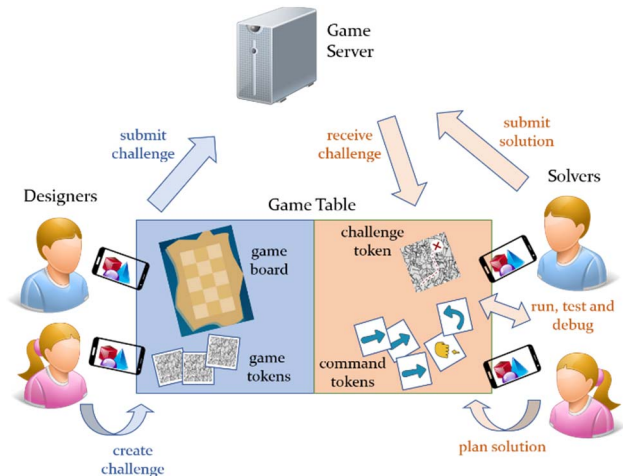 Game
Server
submit
challenge
receive
challenge
submit
solution
Designers
Solvers
Game Table
game
board
challenge
token
game
tokens
command
tokens
run, test and
debug
create
challenge
plan solution